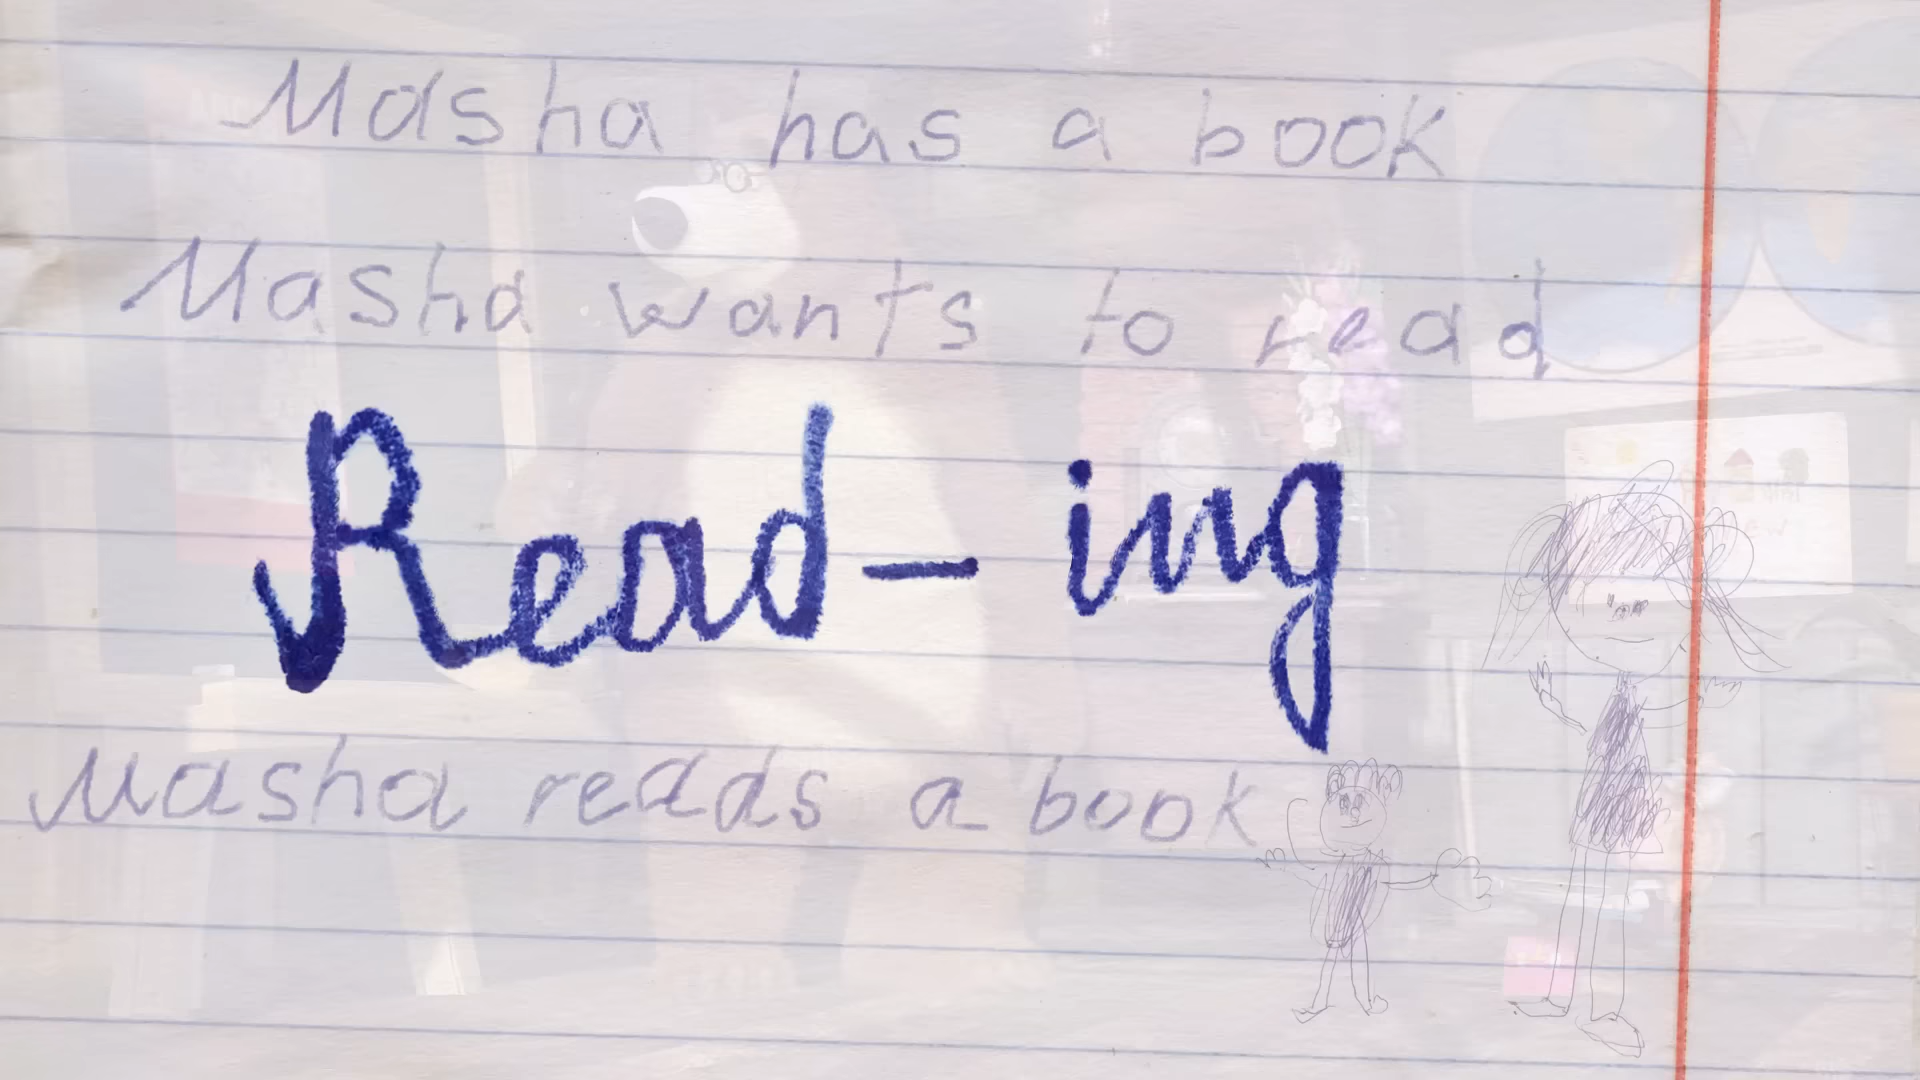 Masha has a book
Masha wants to read
Read- ing
Masha reads a book